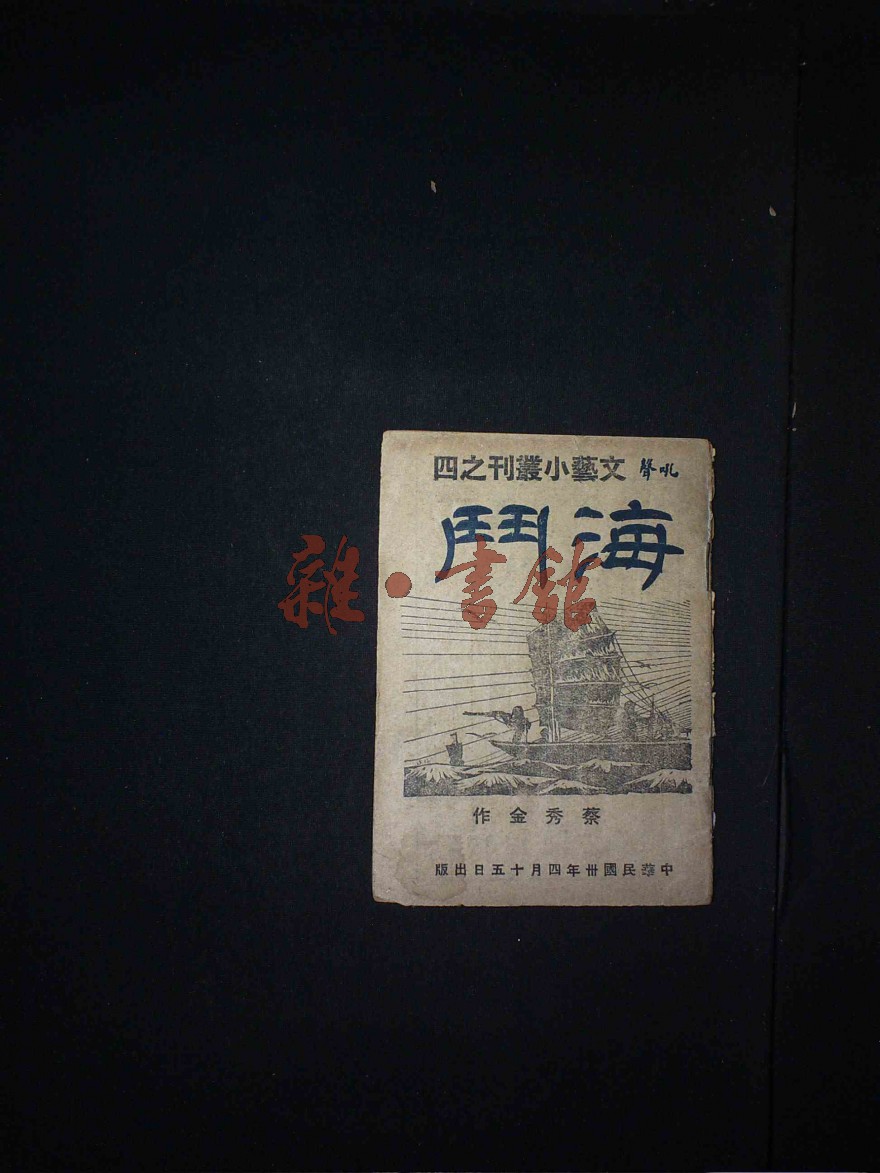 吼聲 文藝小叢刊之四
海鬥
雜·書館
蔡秀金作
中華民國卅年四月十五日出版